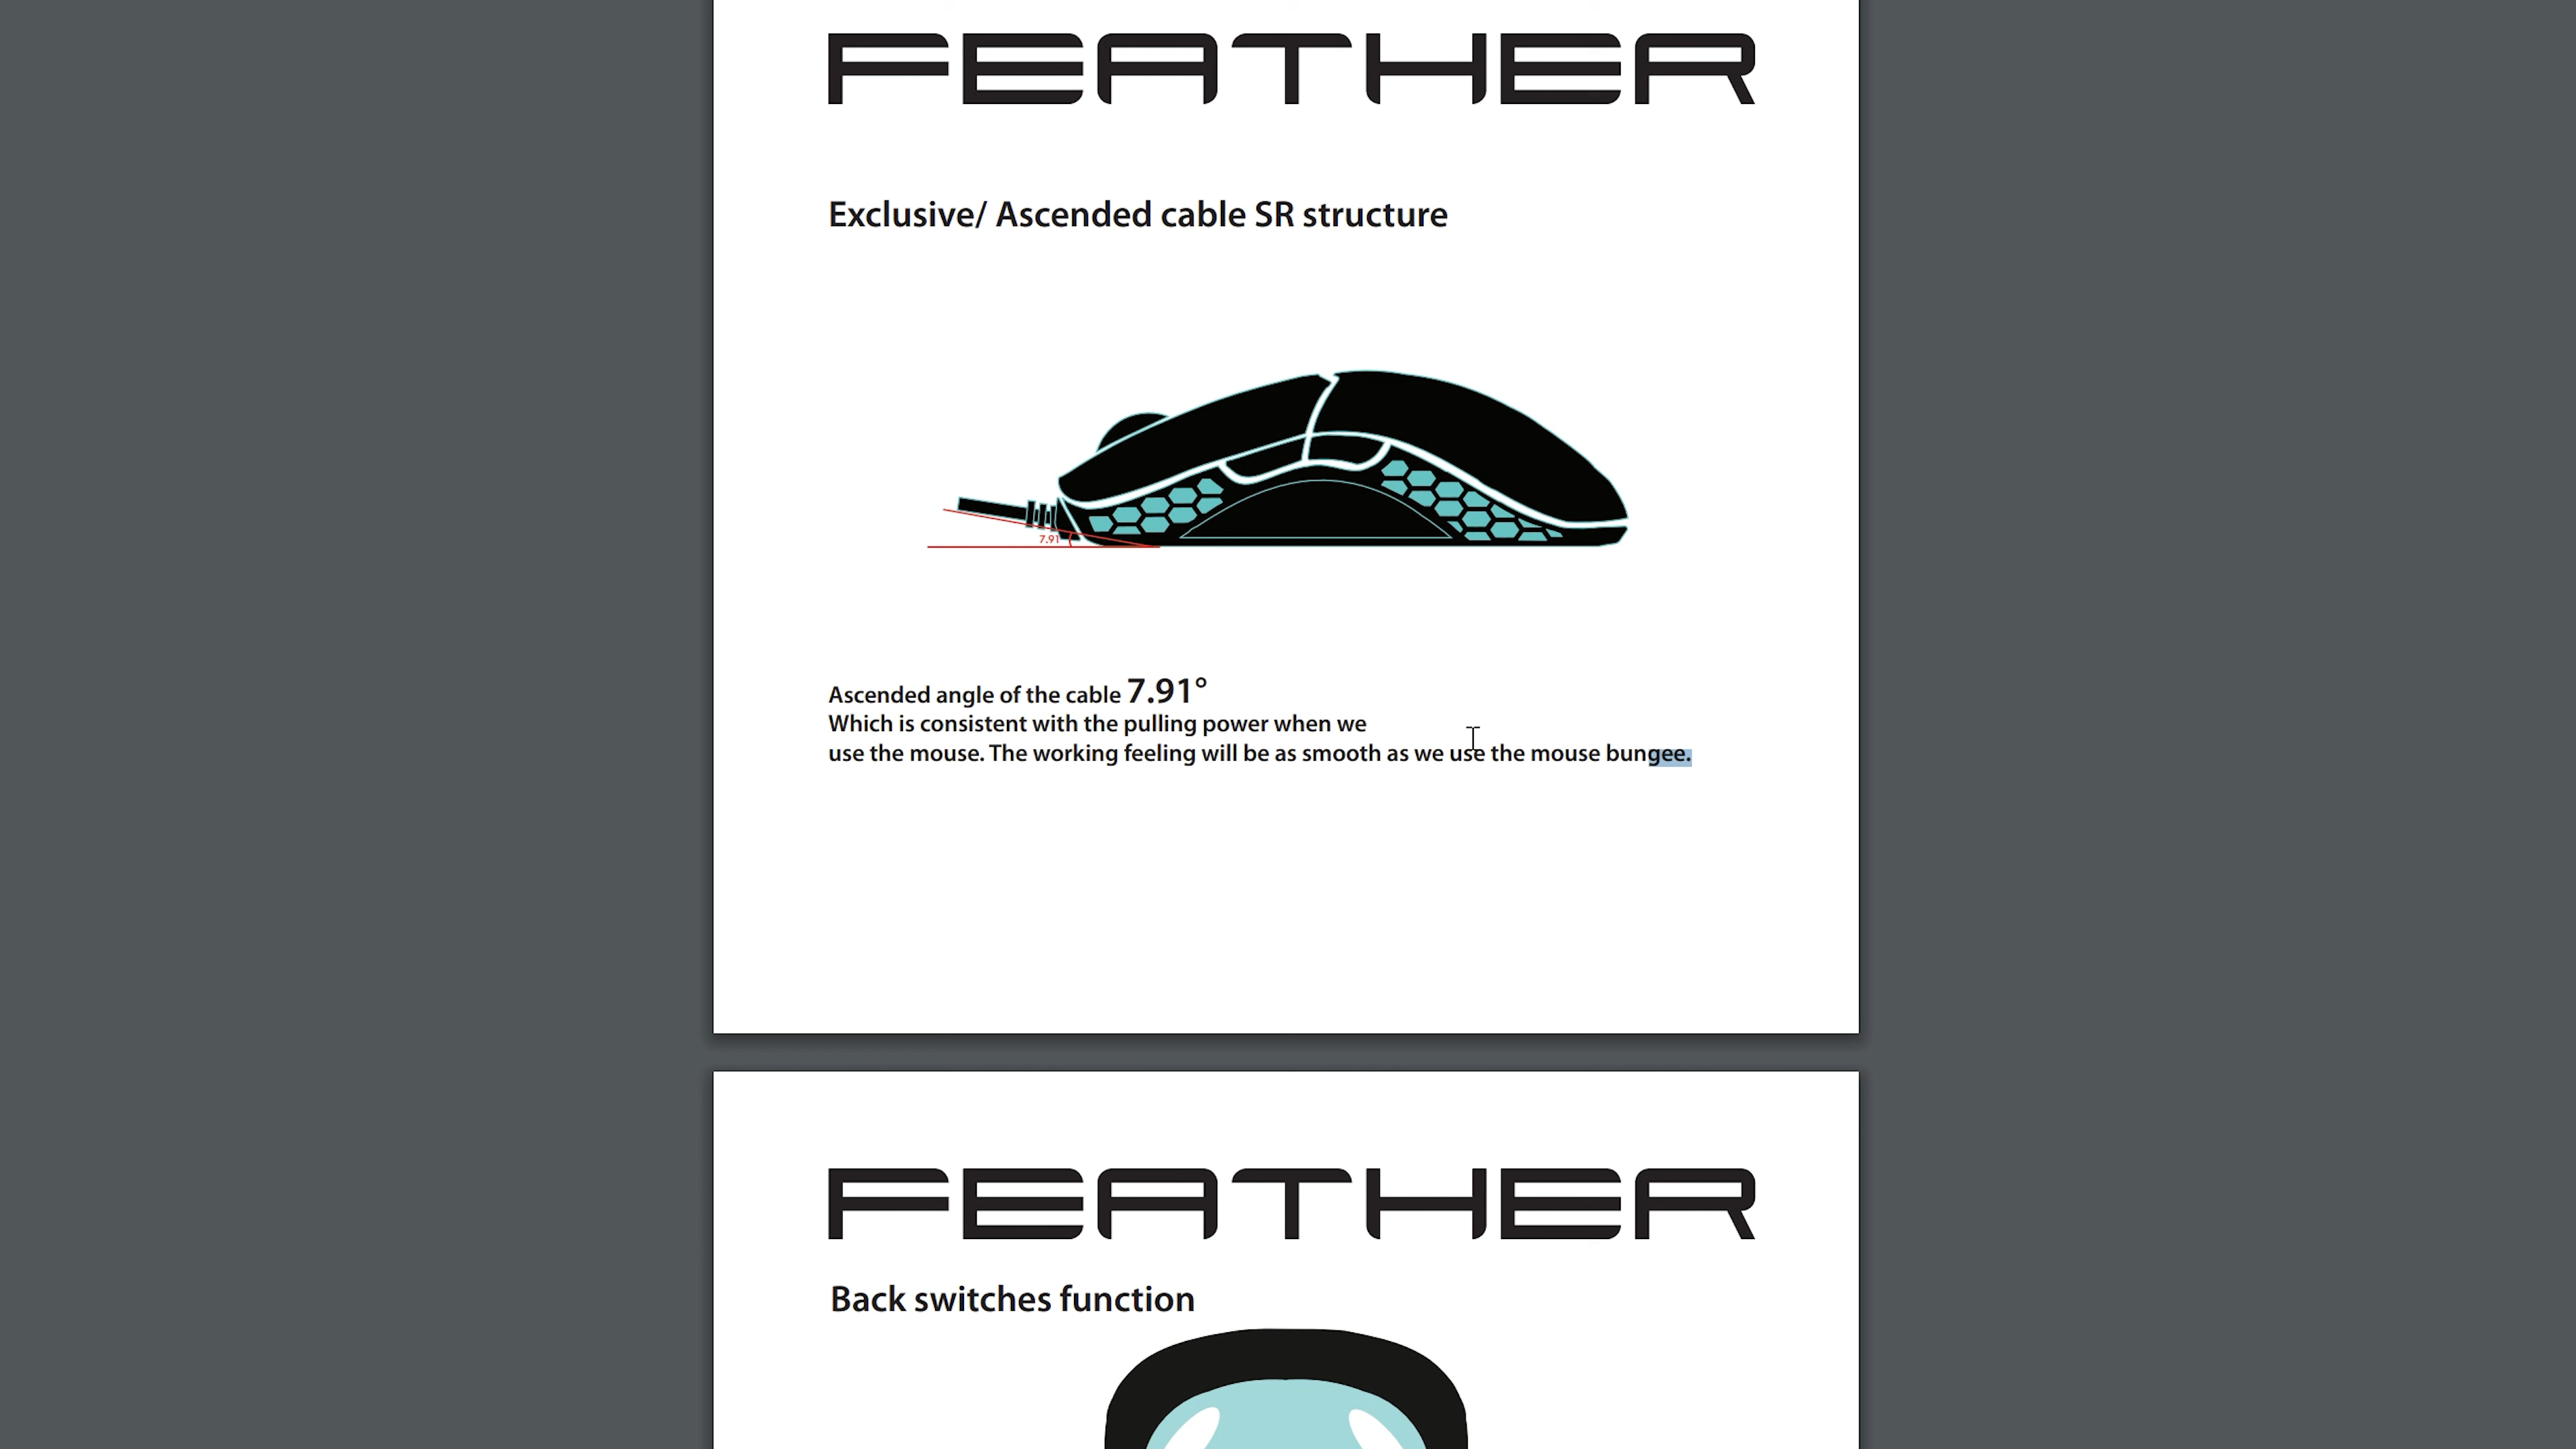 FEATHER
Exclusive/ Ascended cable SR structure
7.91
Ascended angle of the cable 7.91°
Which is consistent with the pulling power when we
use the mouse. The working feeling will be as smooth as we use the mouse bungee.
FEATHER
Back switches function